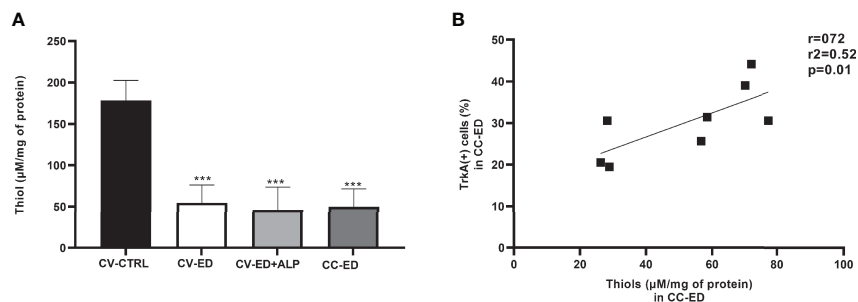 A
Thiol (µM/mg of protein)
250
200
150
100
50
0
***
***
***
CV-CTRL
CV-ED
CV-ED+ALP
CC-ED
B
TrkA(+) cells (%)
in CC-ED
50
40
30
20
10
0
r=072
r2=0.52
p=0.01
0
20
40
60
80
100
Thiols (µM/mg of protein)
in CC-ED